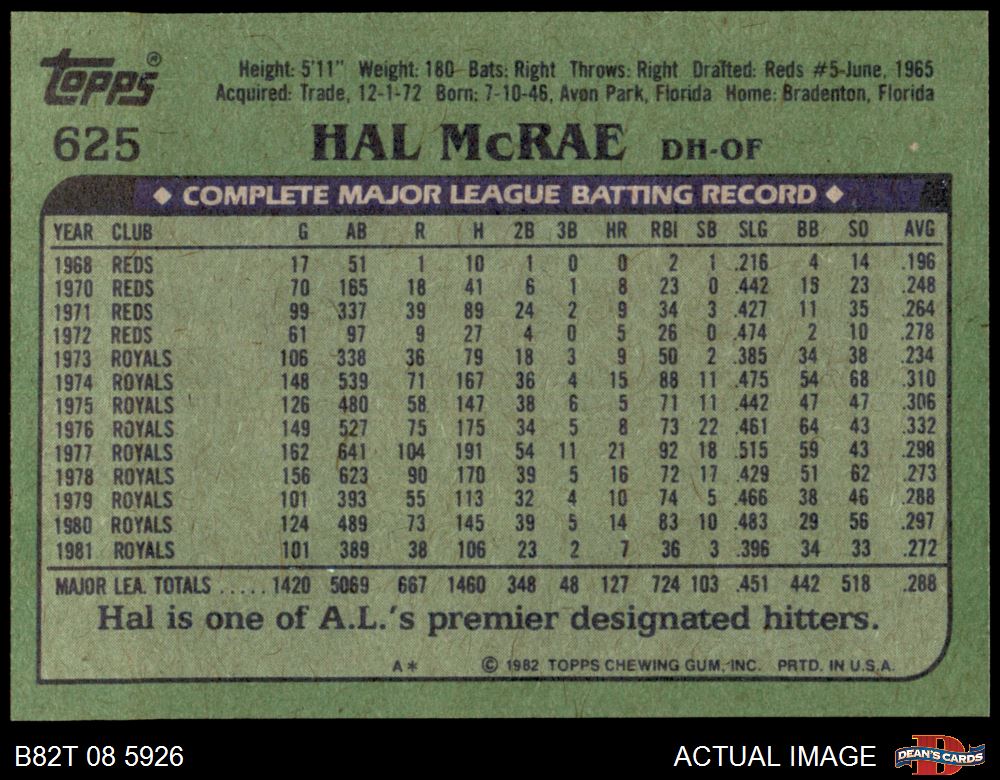 Topps®
Height: 5'11" Weight: 180 Bats: Right Throws: Right Drafted: Reds #5-June, 1965
Acquired: Trade, 12-1-72 Born: 7-10-46, Avon Park, Florida Home: Bradenton, Florida
625 HAL McRAE DH-OF
◆ COMPLETE MAJOR LEAGUE BATTING RECORD ◆
YEAR CLUB G AB R H 2B 3B HR RBI SB SLG BB SO AVG
1968 REDS 17 51 1 10 1 0 0 2 1 .216 4 14 .196
1970 REDS 70 165 18 41 6 1 8 23 0 .442 15 23 .248
1971 REDS 99 337 39 89 24 2 9 34 3 .427 11 35 .264
1972 REDS 61 97 9 27 4 0 5 26 0 .474 2 10 .278
1973 ROYALS 106 338 36 79 18 3 9 50 2 .385 34 38 .234
1974 ROYALS 148 539 71 167 36 4 15 88 11 .475 54 68 .310
1975 ROYALS 126 480 58 147 38 6 5 71 11 .442 47 47 .306
1976 ROYALS 149 527 75 175 34 5 8 73 22 .461 64 43 .332
1977 ROYALS 162 641 104 191 54 11 21 92 18 .515 59 43 .298
1978 ROYALS 156 623 90 170 39 5 16 72 17 .429 51 62 .273
1979 ROYALS 101 393 55 113 32 4 10 74 5 .466 38 46 .288
1980 ROYALS 124 489 73 145 39 5 14 83 10 .483 29 56 .297
1981 ROYALS 101 389 38 106 23 2 7 36 3 .396 34 33 .272
MAJOR LEA. TOTALS ..... 1420 5069 667 1460 348 48 127 724 103 .451 442 518 .288
Hal is one of A.L.'s premier designated hitters.
A* © 1982 TOPPS CHEWING GUM, INC. PRTD. IN U.S.A.
B82T 08 5926 ACTUAL IMAGE DEAN'S CARDS